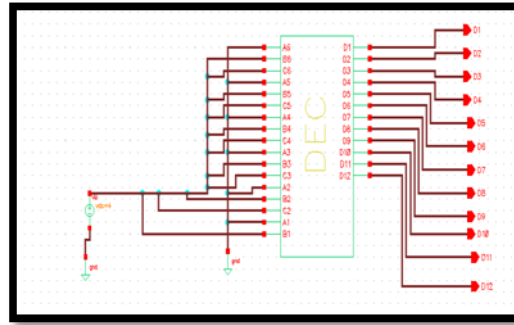 A6 D1 D1
B6 D2 D2
C6 D3 D3
A5 D4 D4
B5 D5 D5
C5 D6 D6
A4 D7 D7
B4 D8 D8
C4 D9 D9
A3 D10 D10
B3 D11 D11
C3 D12 D12
A2
B2
C2
A1
B1
DEC
gnd
gnd